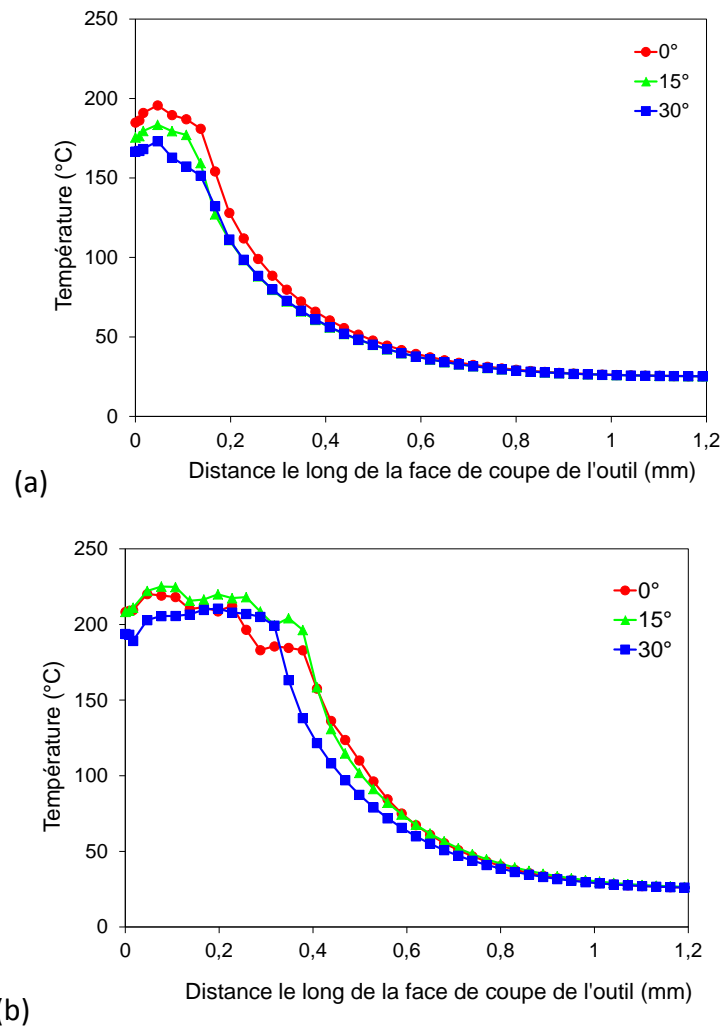 250
200
150
100
50
0
Température (°C)
0°
15°
30°
0 0,2 0,4 0,6 0,8 1 1,2
Distance le long de la face de coupe de l'outil (mm)
(a)
250
200
150
100
50
0
Température (°C)
0°
15°
30°
0 0,2 0,4 0,6 0,8 1 1,2
Distance le long de la face de coupe de l'outil (mm)
(b)